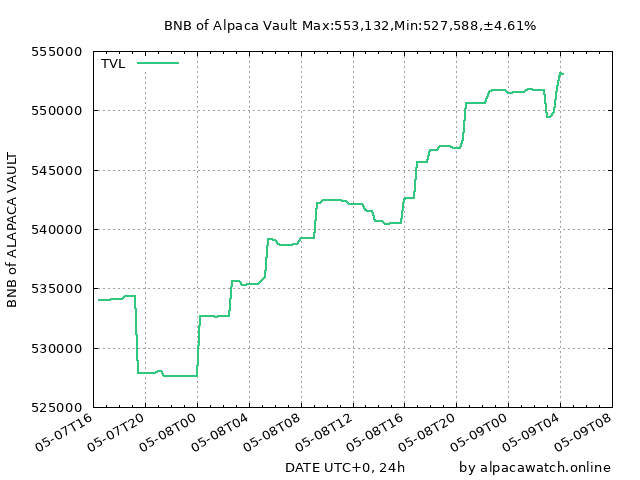 BNB of Alpaca Vault Max:553,132,Min:527,588,±4.61%
TVL
555000
550000
545000
540000
535000
530000
525000
BNB of ALAPACA VAULT
05-07T16
05-07T20
05-08T00
05-08T04
05-08T08
05-08T12
05-08T16
05-08T20
05-09T00
05-09T04
05-09T08
DATE UTC+0, 24h
by alpacawatch.online